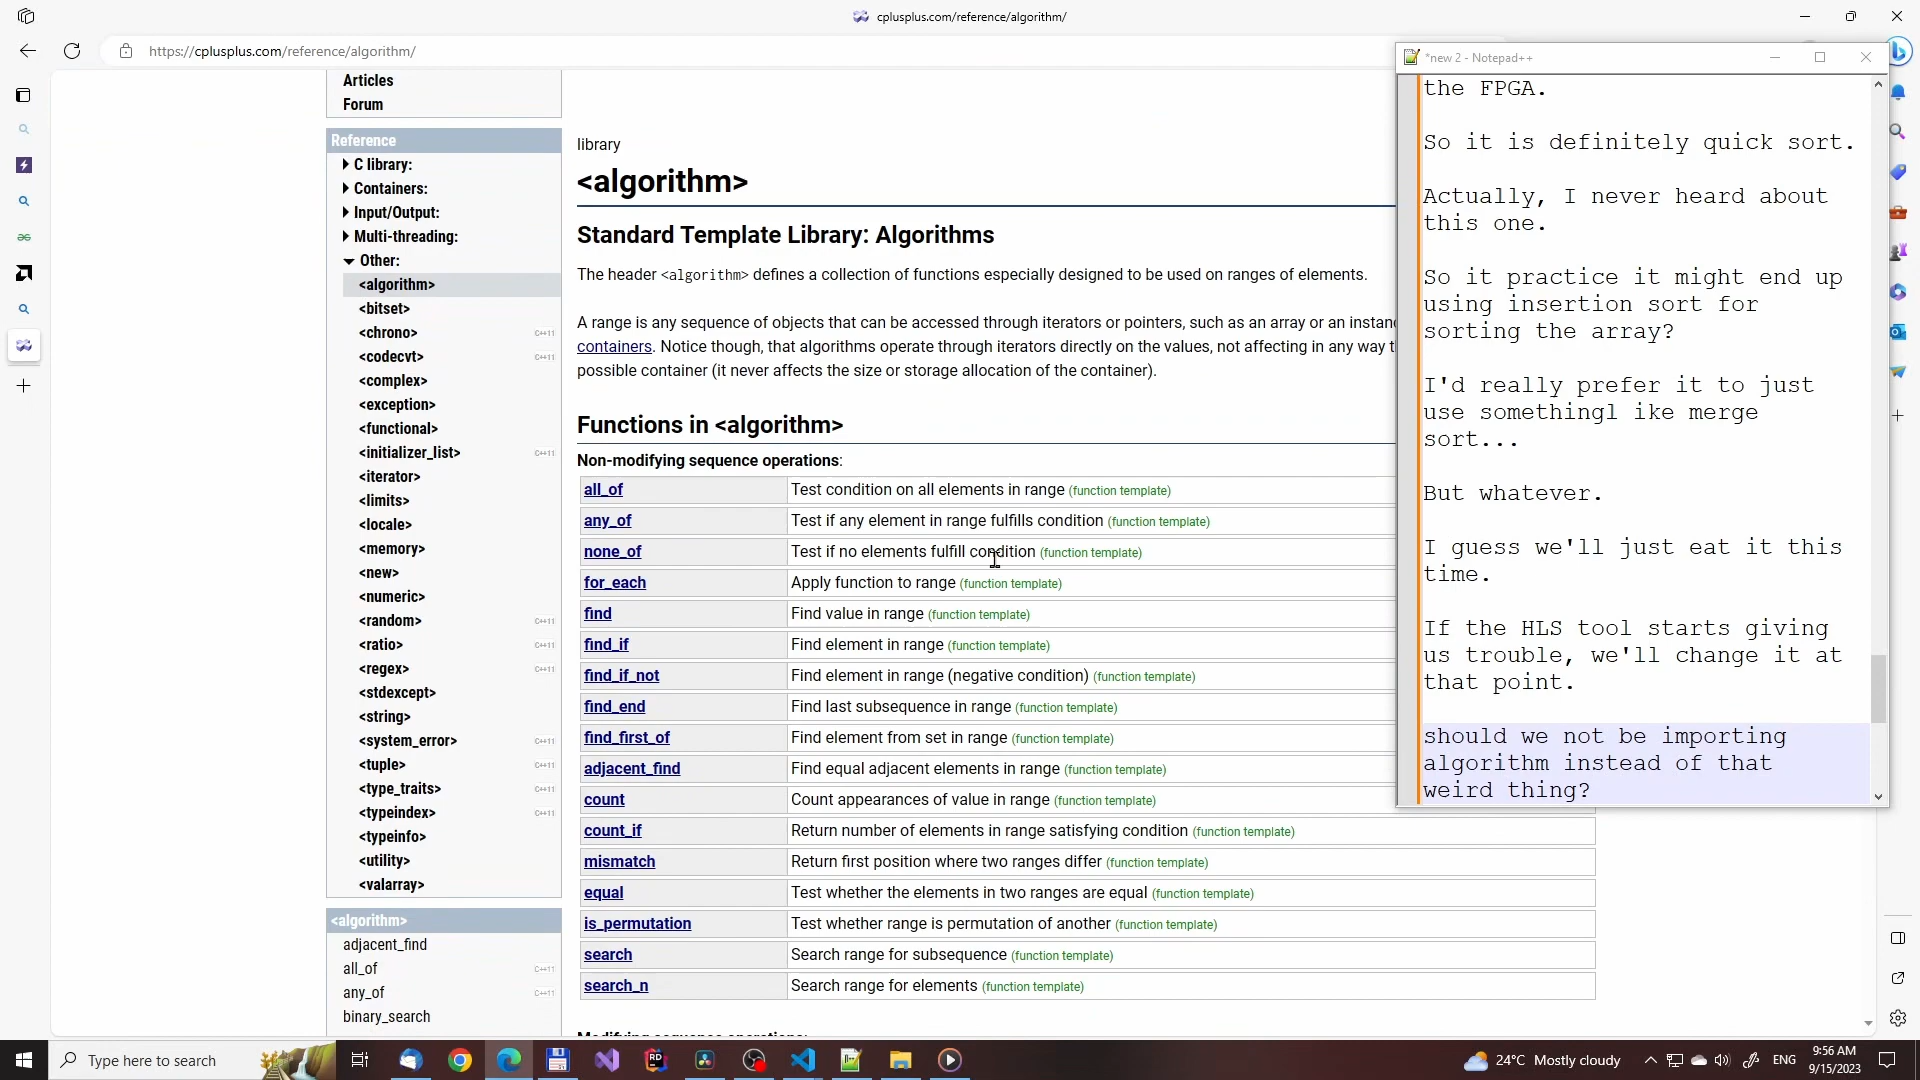 cplusplus.com/reference/algorithm/
https://cplusplus.com/reference/algorithm/
Articles
Forum
Reference
C library:
Containers:
Input/Output:
Multi-threading:
Other:
<algorithm>
<bitset>
<chrono> C++11
<codecvt> C++11
<complex>
<exception>
<functional>
<initializer_list> C++11
<iterator>
<limits>
<locale>
<memory>
<new>
<numeric>
<random> C++11
<ratio> C++11
<regex> C++11
<stdexcept>
<string>
<system_error> C++11
<tuple> C++11
<type_traits> C++11
<typeindex> C++11
<typeinfo>
<utility>
<valarray>
<algorithm>
adjacent_find
all_of C++11
any_of C++11
binary_search
library
<algorithm>
Standard Template Library: Algorithms
The header <algorithm> defines a collection of functions especially designed to be used on ranges of elements.
A range is any sequence of objects that can be accessed through iterators or pointers, such as an array or an
containers. Notice though, that algorithms operate through iterators directly on the values, not affecting in any way
possible container (it never affects the size or storage allocation of the container).
Functions in <algorithm>
Non-modifying sequence operations:
all_of Test condition on all elements in range (function template)
any_of Test if any element in range fulfills condition (function template)
none_of Test if no elements fulfill condition (function template)
for_each Apply function to range (function template)
find Find value in range (function template)
find_if Find element in range (function template)
find_if_not Find element in range (negative condition) (function template)
find_end Find last subsequence in range (function template)
find_first_of Find element from set in range (function template)
adjacent_find Find equal adjacent elements in range (function template)
count Count appearances of value in range (function template)
count_if Return number of elements in range satisfying condition (function template)
mismatch Return first position where two ranges differ (function template)
equal Test whether the elements in two ranges are equal (function template)
is_permutation Test whether range is permutation of another (function template)
search Search range for subsequence (function template)
search_n Search range for elements (function template)
*new 2 - Notepad++
the FPGA.
So it is definitely quick sort.
Actually, I never heard about
this one.
So it practice it might end up
using insertion sort for
sorting the array?
I'd really prefer it to just
use somethingl ike merge
sort...
But whatever.
I guess we'll just eat it this
time.
If the HLS tool starts giving
us trouble, we'll change it at
that point.
should we not be importing
algorithm instead of that
weird thing?
Type here to search
24°C Mostly cloudy
ENG
9:56 AM
9/15/2023